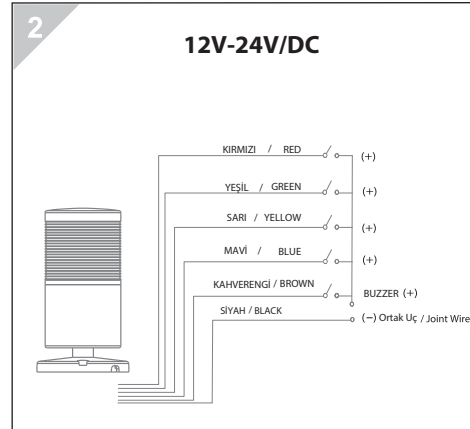 2
12V-24V/DC
KIRMIZI / RED (+)
YEŞİL / GREEN (+)
SARI / YELLOW (+)
MAVİ / BLUE (+)
KAHVERENGİ / BROWN BUZZER (+)
SİYAH / BLACK (−) Ortak Uç / Joint Wire